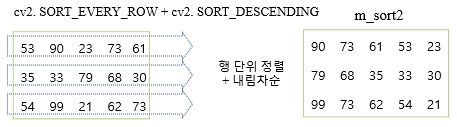 cv2. SORT_EVERY_ROW + cv2. SORT_DESCENDING
m_sort2
53 90 23 73 61
35 33 79 68 30
54 99 21 62 73
행 단위 정렬
+ 내림차순
90 73 61 53 23
79 68 35 33 30
99 73 62 54 21